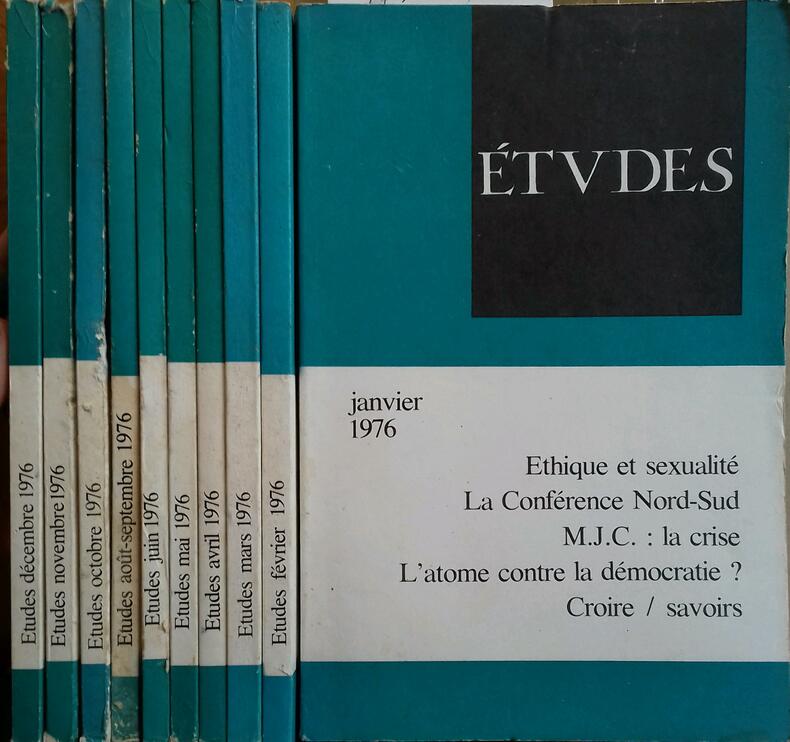 Etudes décembre 1976
Etudes novembre 1976
Etudes octobre 1976
Etudes août-septembre 1976
Etudes juin 1976
Etudes mai 1976
Etudes avril 1976
Etudes mars 1976
Etudes février 1976
ÉTVDES
janvier
1976
Ethique et sexualité
La Conférence Nord-Sud
M.J.C. : la crise
L'atome contre la démocratie ?
Croire / savoirs